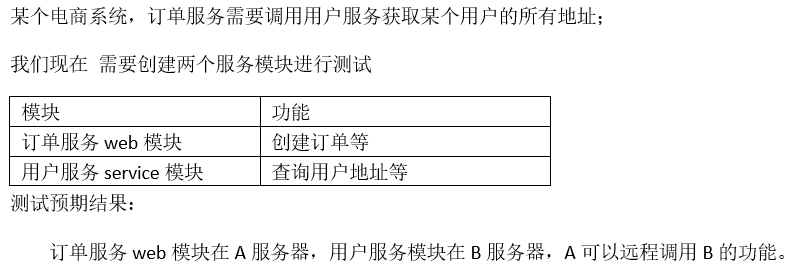 某个电商系统，订单服务需要调用用户服务获取某个用户的所有地址；
我们现在 需要创建两个服务模块进行测试
模块 功能
订单服务 web 模块 创建订单等
用户服务 service 模块 查询用户地址等
测试预期结果：
订单服务 web 模块在 A 服务器，用户服务模块在 B 服务器，A 可以远程调用 B 的功能。